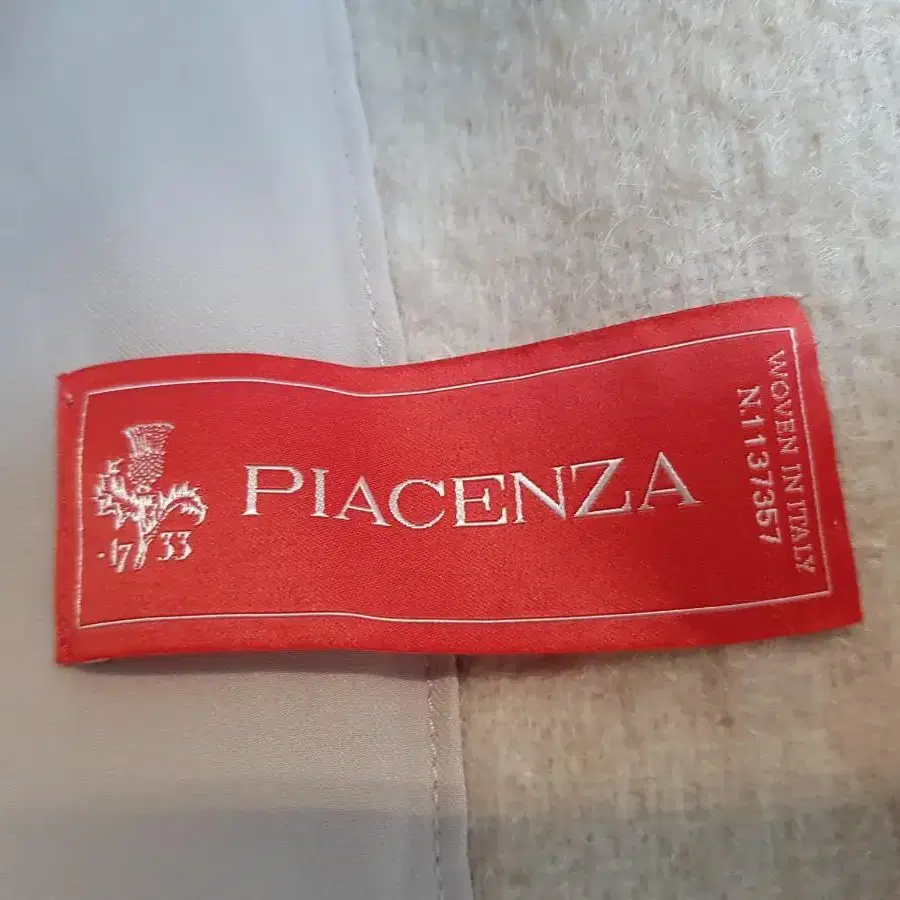 PIACENZA
·1733
WOVEN IN ITALY
N.1137357